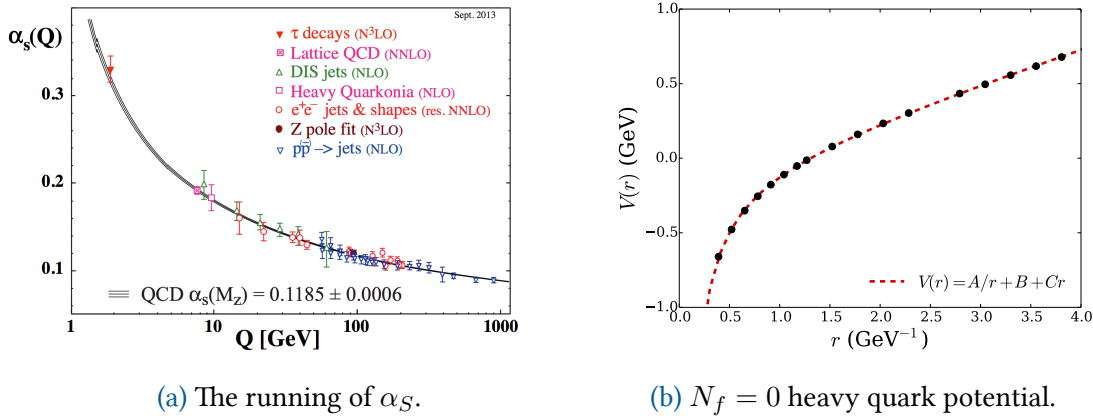 Sept. 2013
αs(Q)
τ decays (N³LO)
Lattice QCD (NNLO)
DIS jets (NLO)
Heavy Quarkonia (NLO)
e⁺e⁻ jets & shapes (res. NNLO)
Z pole fit (N³LO)
p(p̄) –> jets (NLO)
0.3
0.2
0.1
QCD αs(Mz) = 0.1185 ± 0.0006
1 10 100 1000
Q [GeV]
(a) The running of αS.
1.0
0.5
0.0
−0.5
−1.0
V(r) (GeV)
V(r)=A/r+B+Cr
0.0 0.5 1.0 1.5 2.0 2.5 3.0 3.5 4.0
r (GeV⁻¹)
(b) Nf = 0 heavy quark potential.